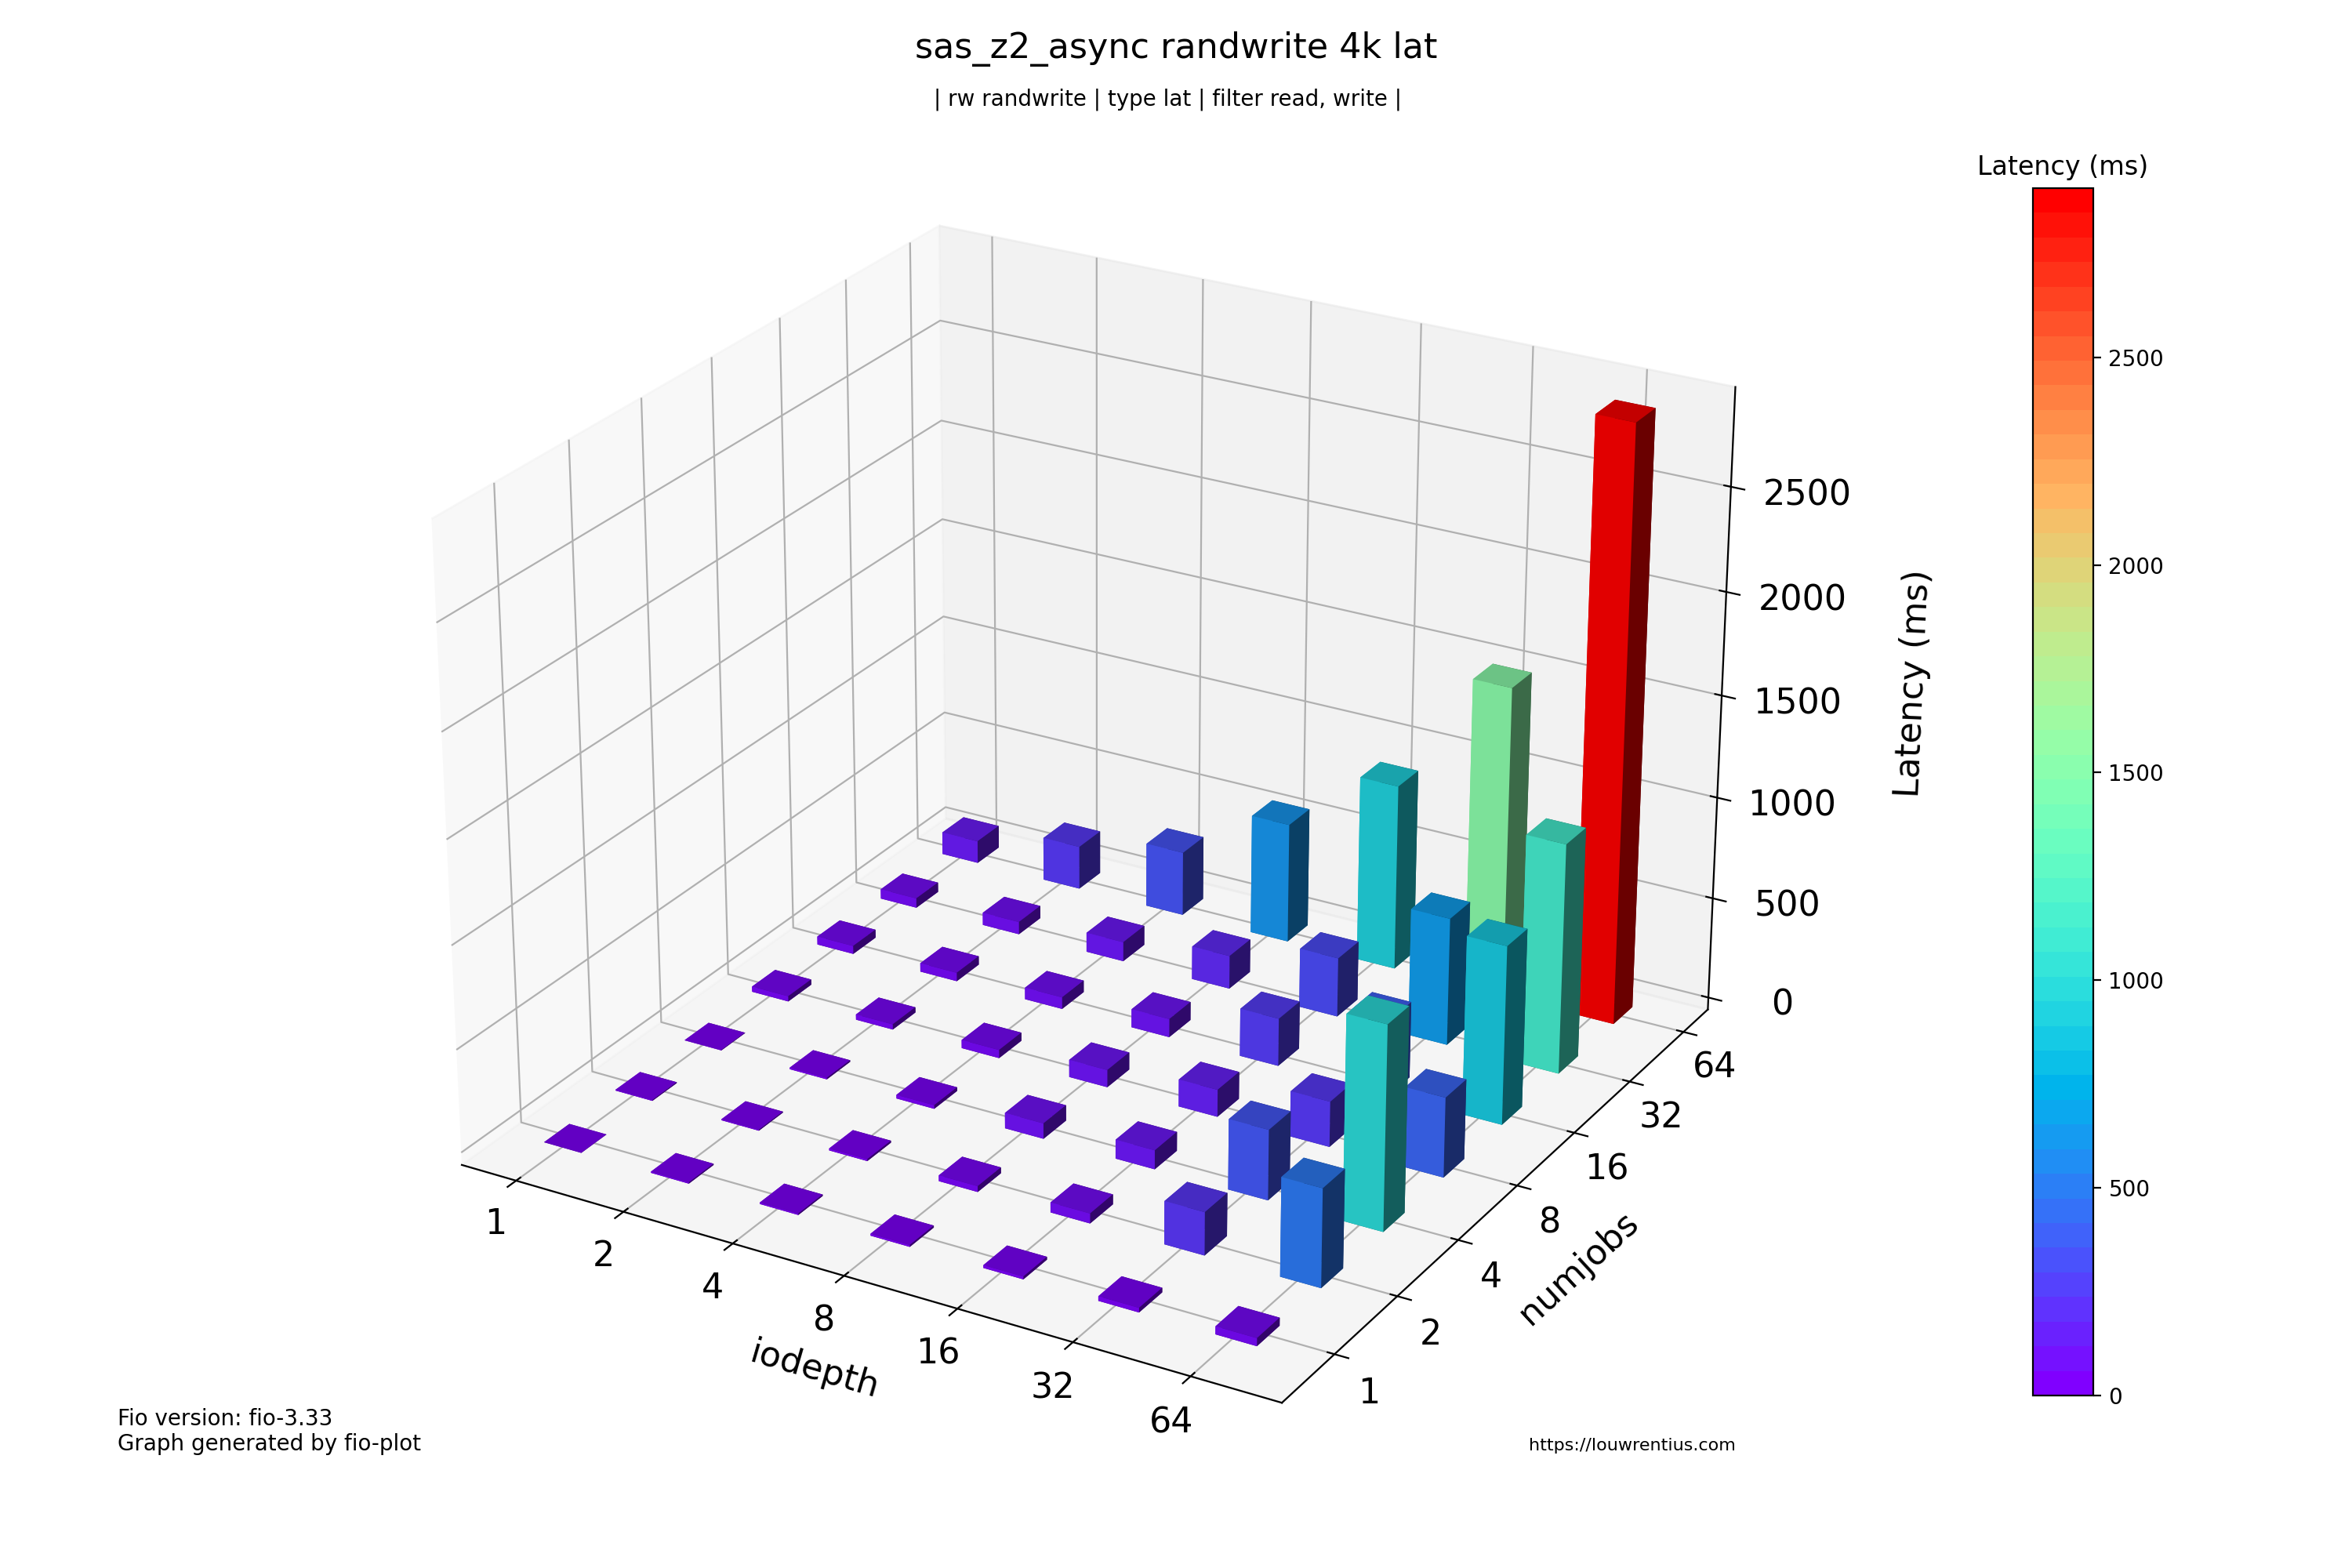 sas_z2_async randwrite 4k lat
| rw randwrite | type lat | filter read, write |
Latency (ms)
2500
2000
1500
1000
500
0
2500
2000
1500
1000
500
0
Latency (ms)
1
2
4
8
16
32
64
iodepth
64
32
16
8
4
2
1
numjobs
Fio version: fio-3.33
Graph generated by fio-plot
https://louwrentius.com